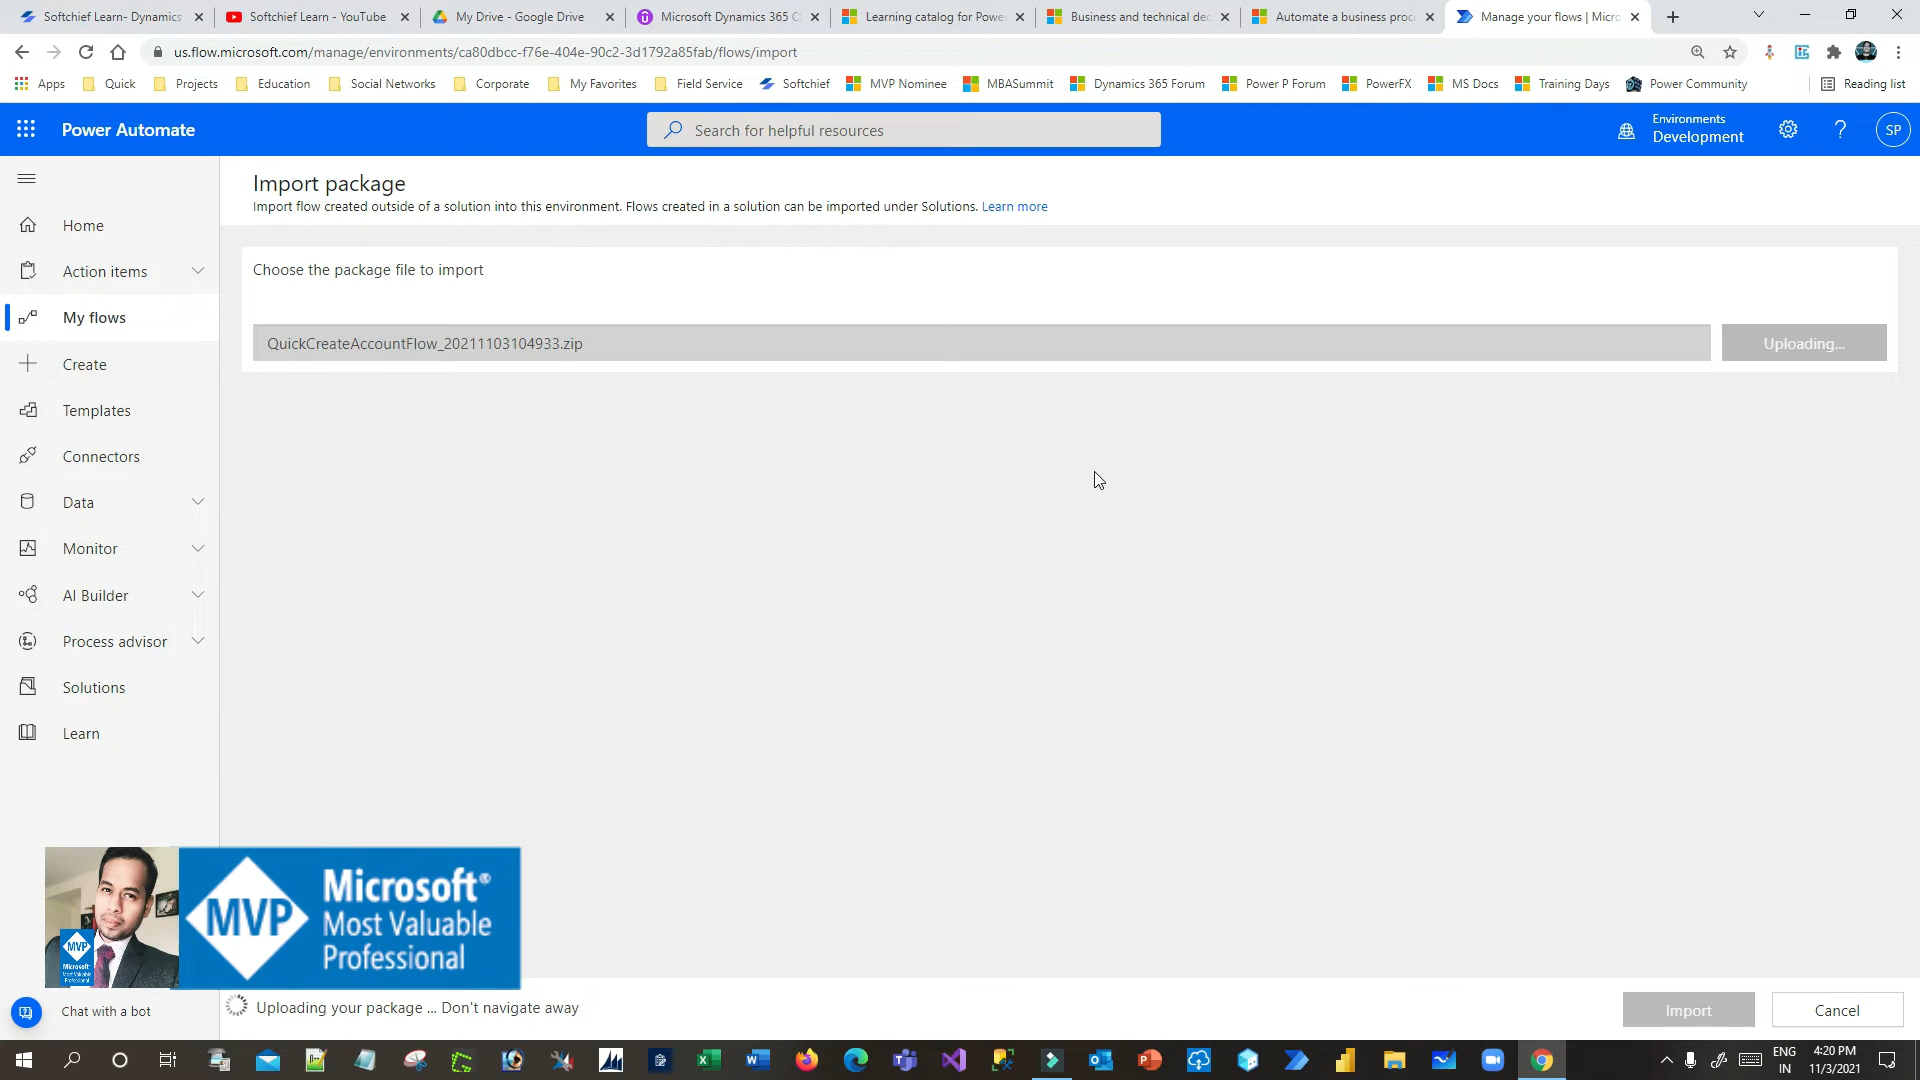 Softchief Learn- Dynamics
Softchief Learn - YouTube
My Drive - Google Drive
Microsoft Dynamics 365 C
Learning catalog for Power
Business and technical dec
Automate a business proc
Manage your flows | Micro
us.flow.microsoft.com/manage/environments/ca80dbcc-f76e-404e-90c2-3d1792a85fab/flows/import
Apps
Quick
Projects
Education
Social Networks
Corporate
My Favorites
Field Service
Softchief
MVP Nominee
MBASummit
Dynamics 365 Forum
Power P Forum
PowerFX
MS Docs
Training Days
Power Community
Reading list
Power Automate
Search for helpful resources
Environments
Development
SP
Import package
Import flow created outside of a solution into this environment. Flows created in a solution can be imported under Solutions. Learn more
Home
Action items
My flows
Create
Templates
Connectors
Data
Monitor
AI Builder
Process advisor
Solutions
Learn
Choose the package file to import
QuickCreateAccountFlow_20211103104933.zip
Uploading...
MVP
Microsoft
Most Valuable
Professional
MVP
Microsoft®
Most Valuable
Professional
Chat with a bot
Uploading your package ... Don't navigate away
Import
Cancel
ENG
IN
4:20 PM
11/3/2021